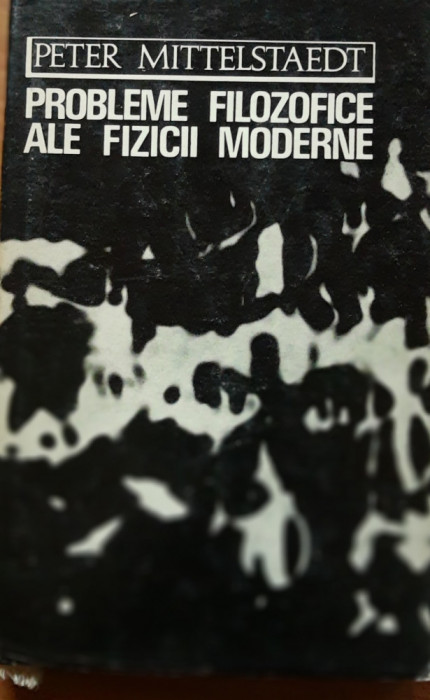 PETER MITTELSTAEDT
PROBLEME FILOZOFICE
ALE FIZICII MODERNE